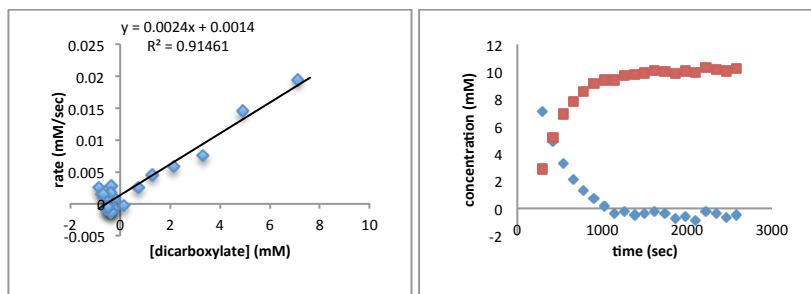 y = 0.0024x + 0.0014
R² = 0.91461
0.025
0.02
0.015
0.01
0.005
0
-0.005
-2 0 2 4 6 8 10
rate (mM/sec)
[dicarboxylate] (mM)
12
10
8
6
4
2
0
-2
0 1000 2000 3000
concentration (mM)
time (sec)